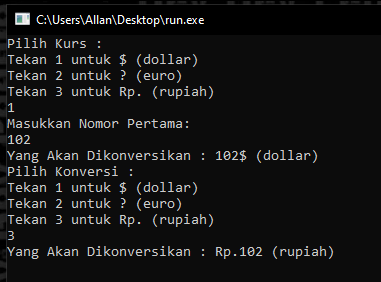 C:\Users\Allan\Desktop\run.exe
Pilih Kurs :
Tekan 1 untuk $ (dollar)
Tekan 2 untuk ? (euro)
Tekan 3 untuk Rp. (rupiah)
1
Masukkan Nomor Pertama:
102
Yang Akan Dikonversikan : 102$ (dollar)
Pilih Konversi :
Tekan 1 untuk $ (dollar)
Tekan 2 untuk ? (euro)
Tekan 3 untuk Rp. (rupiah)
3
Yang Akan Dikonversikan : Rp.102 (rupiah)